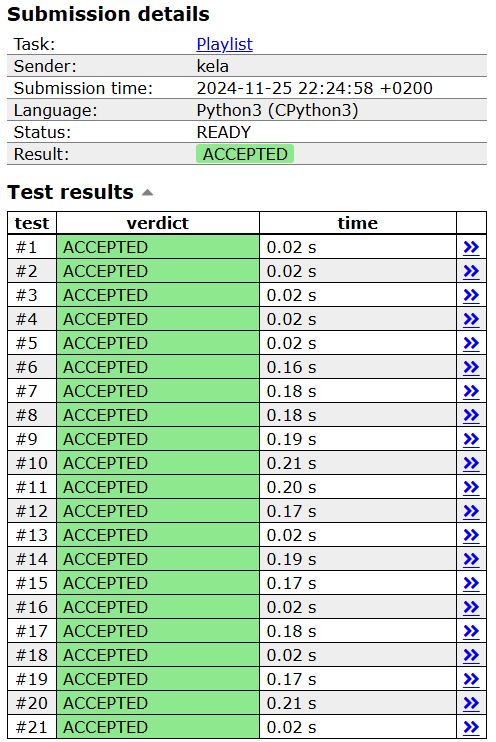 Submission details
Task: Playlist
Sender: kela
Submission time: 2024-11-25 22:24:58 +0200
Language: Python3 (CPython3)
Status: READY
Result: ACCEPTED
Test results
test verdict time
#1 ACCEPTED 0.02 s
#2 ACCEPTED 0.02 s
#3 ACCEPTED 0.02 s
#4 ACCEPTED 0.02 s
#5 ACCEPTED 0.02 s
#6 ACCEPTED 0.16 s
#7 ACCEPTED 0.18 s
#8 ACCEPTED 0.18 s
#9 ACCEPTED 0.19 s
#10 ACCEPTED 0.21 s
#11 ACCEPTED 0.20 s
#12 ACCEPTED 0.17 s
#13 ACCEPTED 0.02 s
#14 ACCEPTED 0.19 s
#15 ACCEPTED 0.17 s
#16 ACCEPTED 0.02 s
#17 ACCEPTED 0.18 s
#18 ACCEPTED 0.02 s
#19 ACCEPTED 0.17 s
#20 ACCEPTED 0.21 s
#21 ACCEPTED 0.02 s